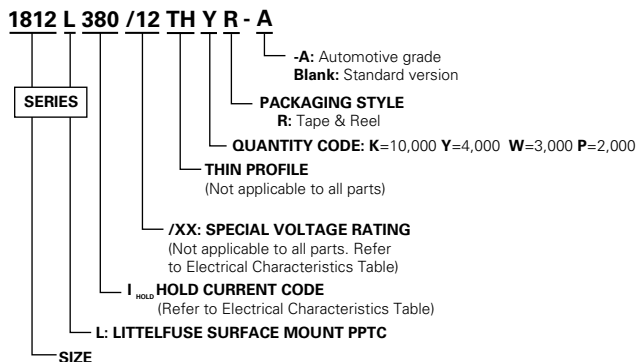 1812 L 380 /12 TH Y R - A
-A: Automotive grade
Blank: Standard version
SERIES
PACKAGING STYLE
R: Tape & Reel
QUANTITY CODE: K=10,000 Y=4,000 W=3,000 P=2,000
THIN PROFILE
(Not applicable to all parts)
/XX: SPECIAL VOLTAGE RATING
(Not applicable to all parts. Refer
to Electrical Characteristics Table)
I HOLD HOLD CURRENT CODE
(Refer to Electrical Characteristics Table)
L: LITTELFUSE SURFACE MOUNT PPTC
SIZE